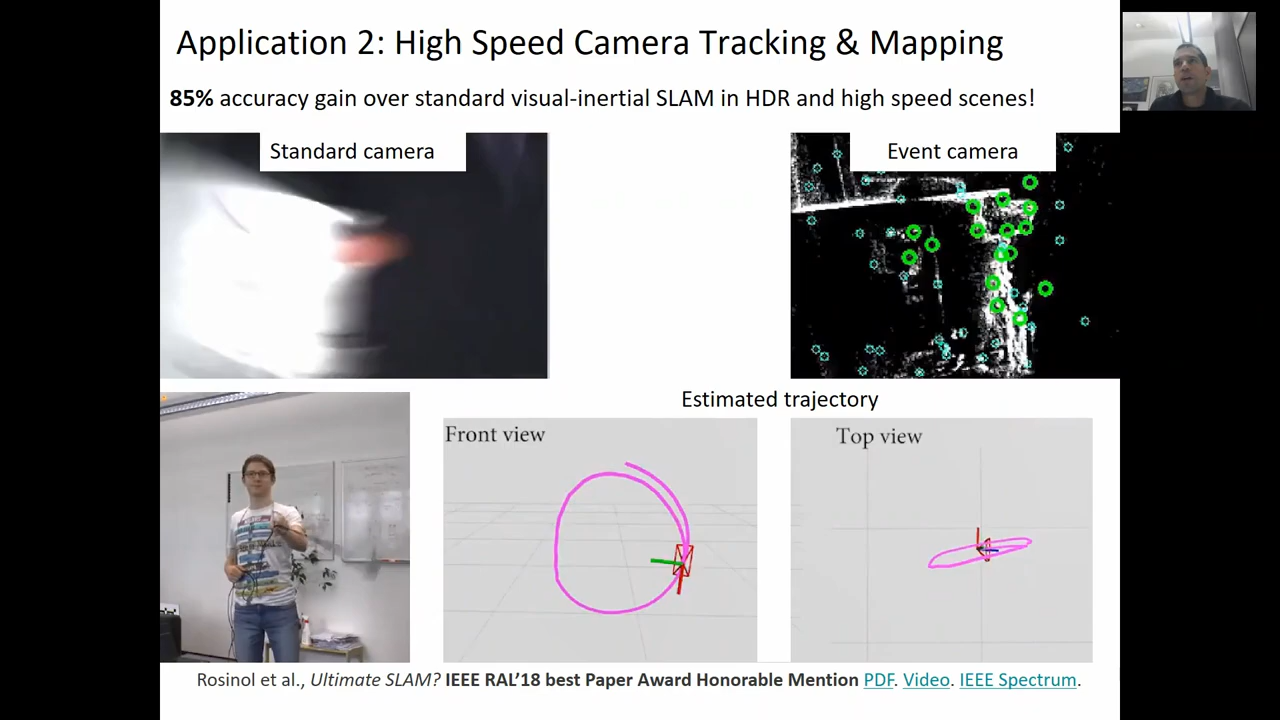 Application 2: High Speed Camera Tracking & Mapping
85% accuracy gain over standard visual-inertial SLAM in HDR and high speed scenes!
Standard camera
Event camera
Estimated trajectory
Front view
Top view
Rosinol et al., Ultimate SLAM? IEEE RAL’18 best Paper Award Honorable Mention PDF. Video. IEEE Spectrum.